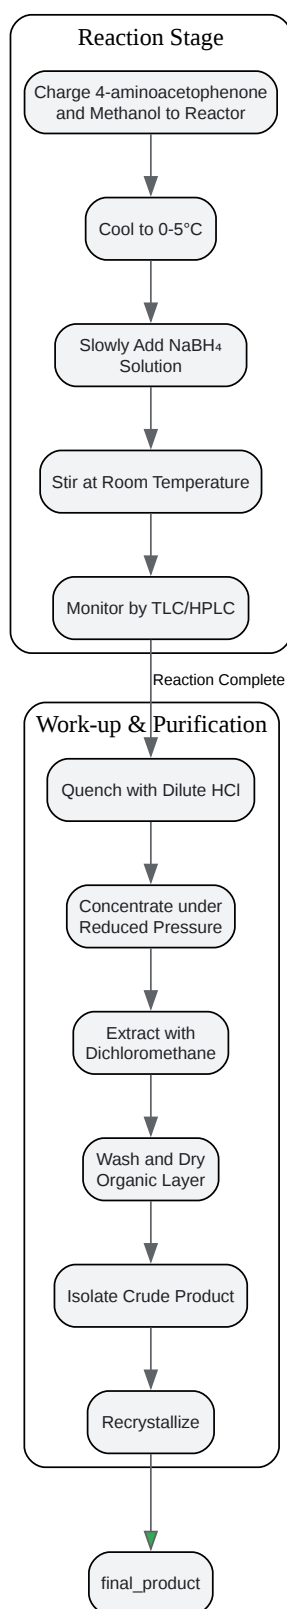 Reaction Stage
Charge 4-aminoacetophenone
and Methanol to Reactor
Cool to 0-5°C
Slowly Add NaBH₄
Solution
Stir at Room Temperature
Monitor by TLC/HPLC
Reaction Complete
Work-up & Purification
Quench with Dilute HCl
Concentrate under
Reduced Pressure
Extract with
Dichloromethane
Wash and Dry
Organic Layer
Isolate Crude Product
Recrystallize
final_product